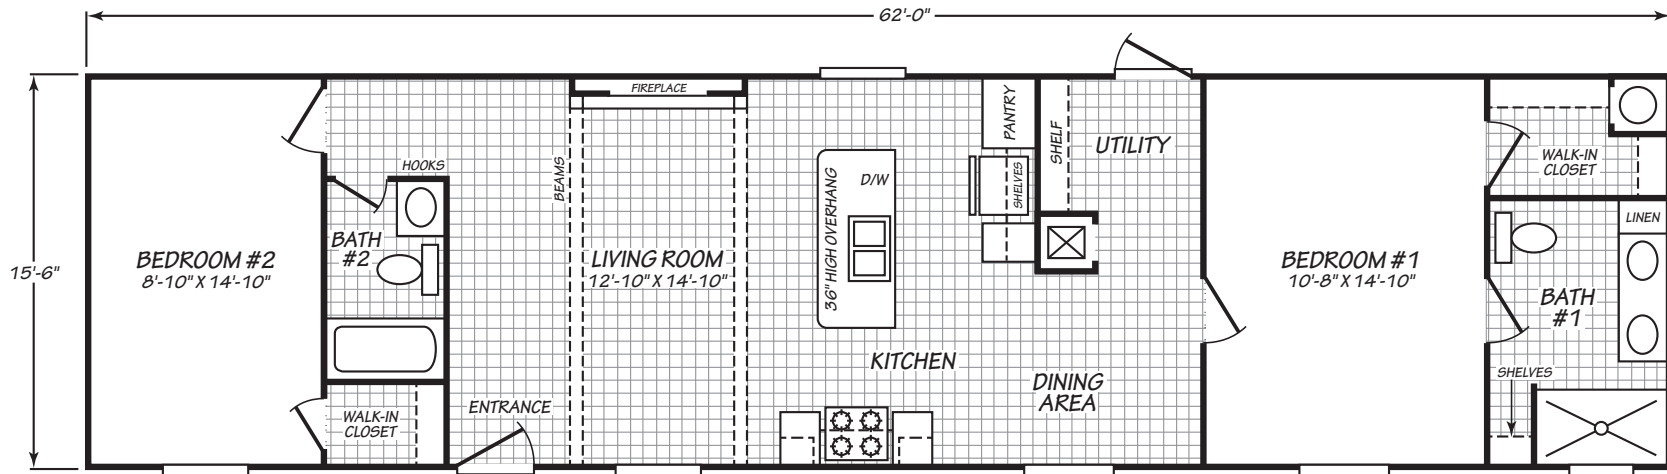 62'-0"
15'-6"
BEDROOM #2
8'-10" X 14'-10"
HOOKS
BATH
#2
WALK-IN
CLOSET
ENTRANCE
BEAMS
FIREPLACE
LIVING ROOM
12'-10" X 14'-10"
36" HIGH OVERHANG
D/W
KITCHEN
PANTRY
SHELVES
SHELF
UTILITY
DINING
AREA
BEDROOM #1
10'-8" X 14'-10"
WALK-IN
CLOSET
LINEN
BATH
#1
SHELVES